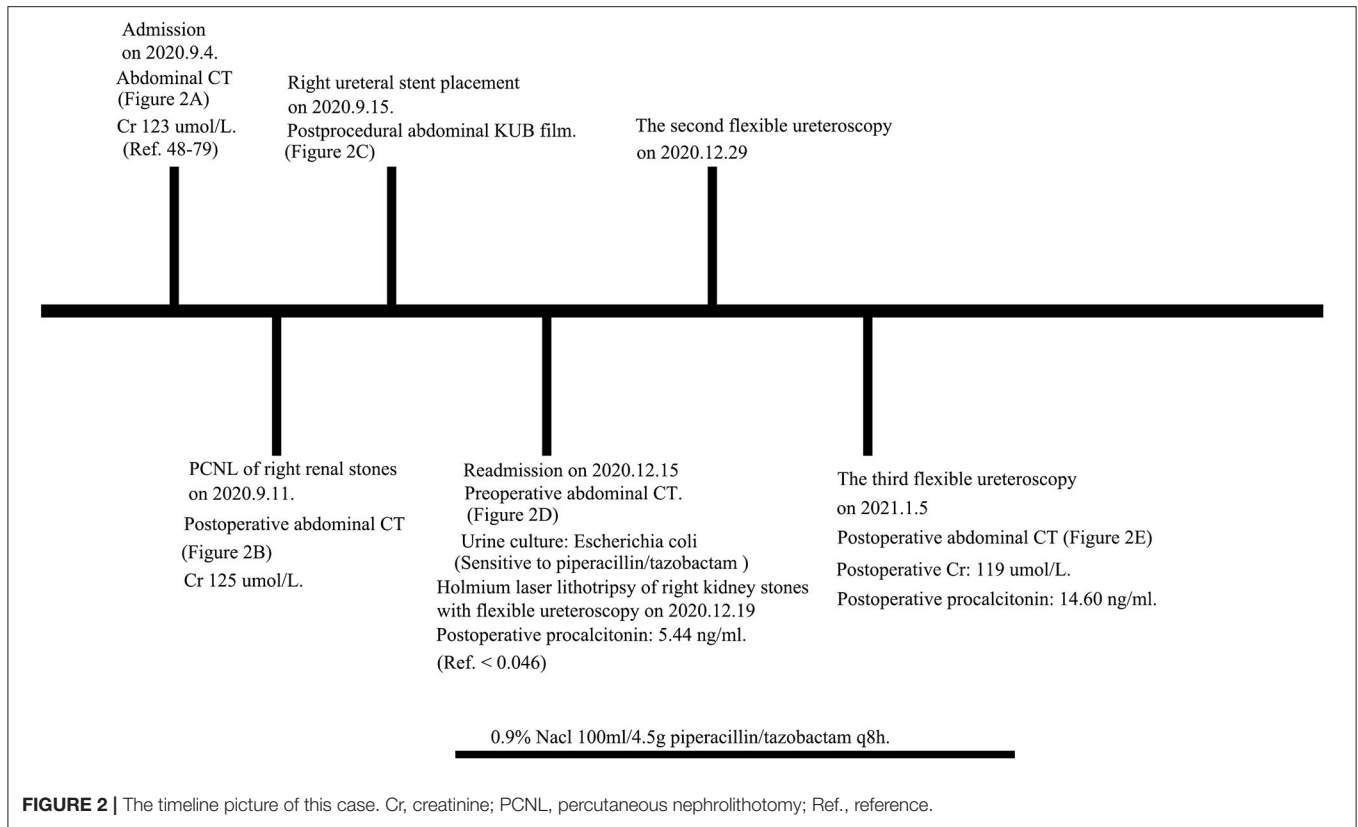 Admission
on 2020.9.4.
Abdominal CT
(Figure 2A)
Cr 123 umol/L.
(Ref. 48-79)
Right ureteral stent placement
on 2020.9.15.
Postprocedural abdominal KUB film.
(Figure 2C)
The second flexible ureteroscopy
on 2020.12.29
PCNL of right renal stones
on 2020.9.11.
Postoperative abdominal CT
(Figure 2B)
Cr 125 umol/L.
Readmission on 2020.12.15
Preoperative abdominal CT.
(Figure 2D)
Urine culture: Escherichia coli
(Sensitive to piperacillin/tazobactam )
Holmium laser lithotripsy of right kidney stones
with flexible ureteroscopy on 2020.12.19
Postoperative procalcitonin: 5.44 ng/ml.
(Ref. < 0.046)
The third flexible ureteroscopy
on 2021.1.5
Postoperative abdominal CT (Figure 2E)
Postoperative Cr: 119 umol/L.
Postoperative procalcitonin: 14.60 ng/ml.
0.9% Nacl 100ml/4.5g piperacillin/tazobactam q8h.
FIGURE 2 | The timeline picture of this case. Cr, creatinine; PCNL, percutaneous nephrolithotomy; Ref., reference.